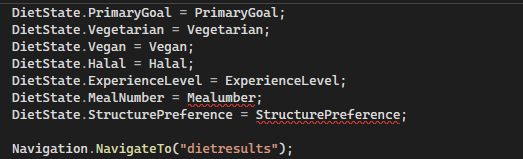 DietState.PrimaryGoal = PrimaryGoal;
DietState.Vegetarian = Vegetarian;
DietState.Vegan = Vegan;
DietState.Halal = Halal;
DietState.ExperienceLevel = ExperienceLevel;
DietState.MealNumber = Mealumber;
DietState.StructurePreference = StructurePreference;
Navigation.NavigateTo("dietresults");